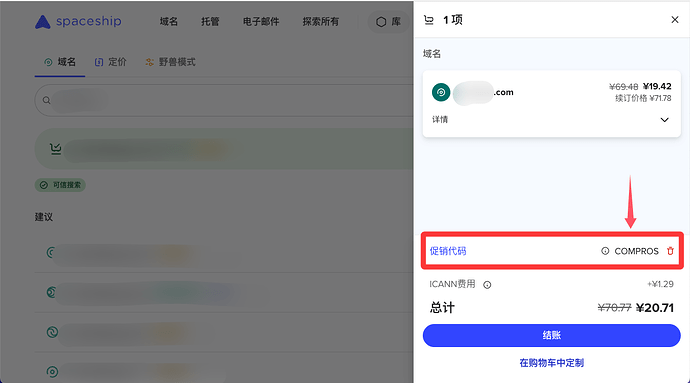 spaceship
域名 托管 电子邮件 探索所有 库
域名 定价 野兽模式
可信搜索
建议
1 项
域名
.com ¥69.48 ¥19.42
续订价格 ¥71.78
详情
促销代码 COMPROS
ICANN费用 +¥1.29
总计 ¥70.77 ¥20.71
结账
在购物车中定制